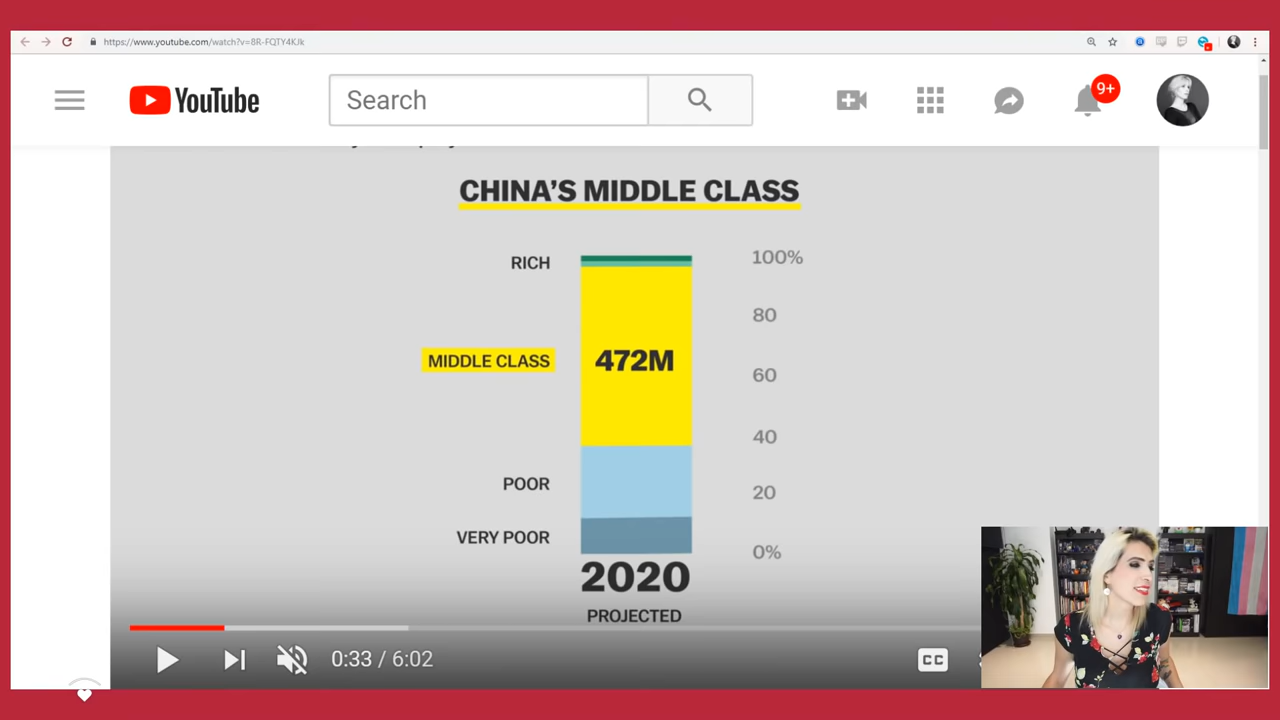 https://www.youtube.com/watch?v=8R-FQTY4KJk
YouTube
Search
9+
CHINA'S MIDDLE CLASS
RICH
100%
80
MIDDLE CLASS
472M
60
40
POOR
20
VERY POOR
0%
2020
PROJECTED
0:33 / 6:02
CC